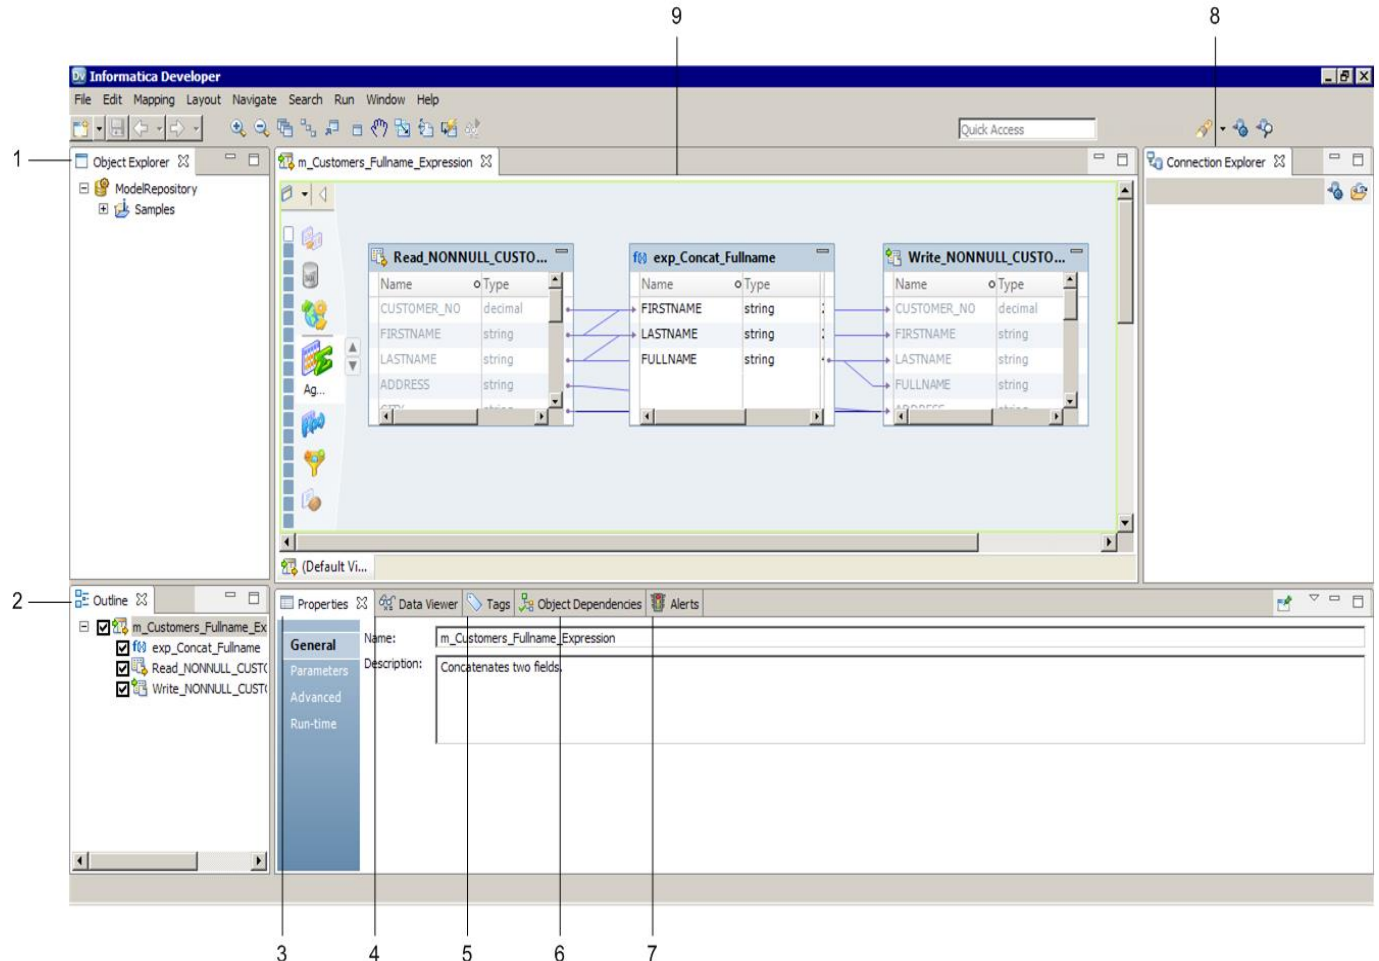 9
8
Informatica Developer
File Edit Mapping Layout Navigate Search Run Window Help
Quick Access
1
Object Explorer
m_Customers_Fullname_Expression
Connection Explorer
ModelRepository
Samples
Read_NONNULL_CUSTO...
exp_Concat_Fullname
Write_NONNULL_CUSTO...
Name Type
Name Type
Name Type
CUSTOMER_NO decimal
FIRSTNAME string
CUSTOMER_NO decimal
FIRSTNAME string
LASTNAME string
FIRSTNAME string
LASTNAME string
FULLNAME string
LASTNAME string
ADDRESS string
FULLNAME string
CITY string
ADDRESS string
Ag...
(Default Vi...
2
Outline
Properties Data Viewer Tags Object Dependencies Alerts
m_Customers_Fullname_Ex
exp_Concat_Fullname
Read_NONNULL_CUST
Write_NONNULL_CUST
General
Parameters
Advanced
Run-time
Name: m_Customers_Fullname_Expression
Description: Concatenates two fields.
3 4 5 6 7